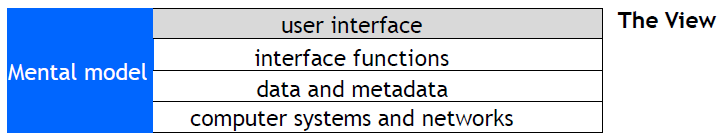 user interface
The View
interface functions
Mental model
data and metadata
computer systems and networks